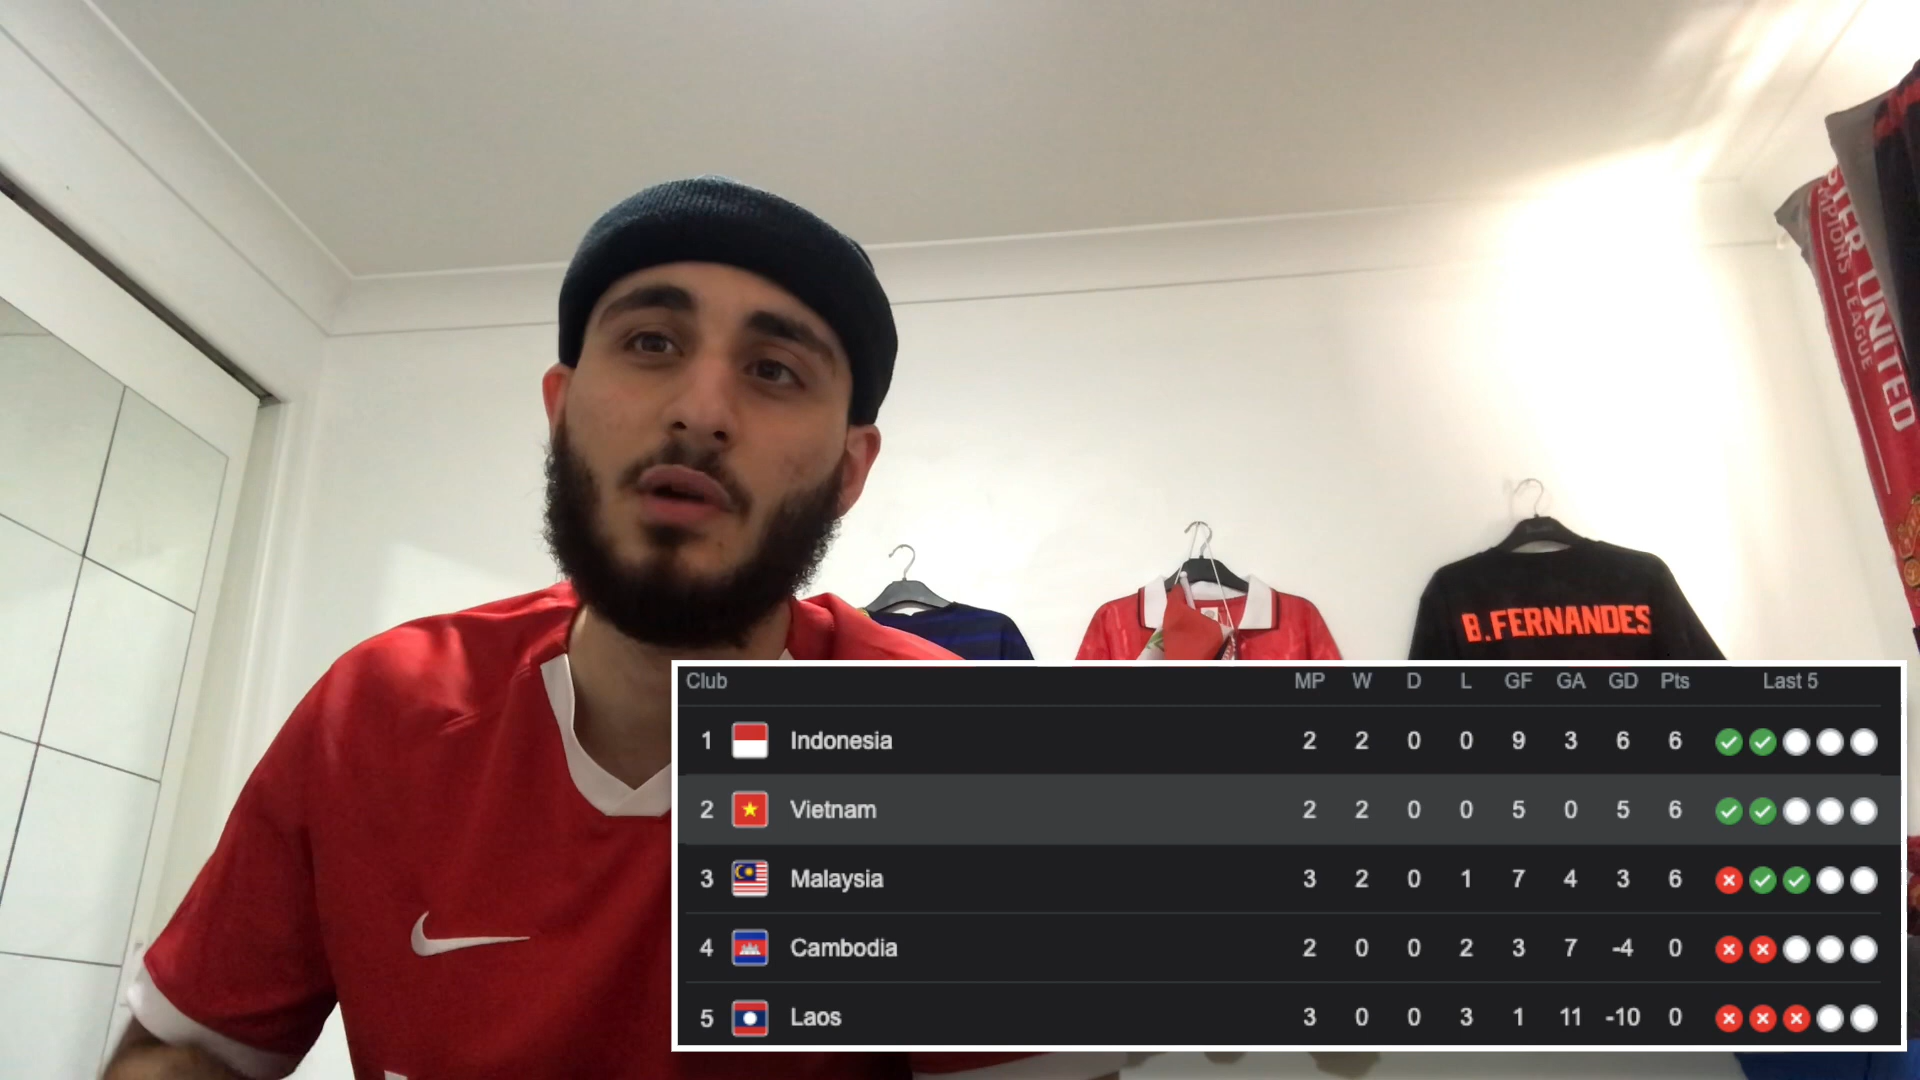 STER UNITED
MPIONS LEAGUE
B.FERNANDES
Club MP W D L GF GA GD Pts Last 5
1 Indonesia 2 2 0 0 9 3 6 6
2 Vietnam 2 2 0 0 5 0 5 6
3 Malaysia 3 2 0 1 7 4 3 6
4 Cambodia 2 0 0 2 3 7 -4 0
5 Laos 3 0 0 3 1 11 -10 0